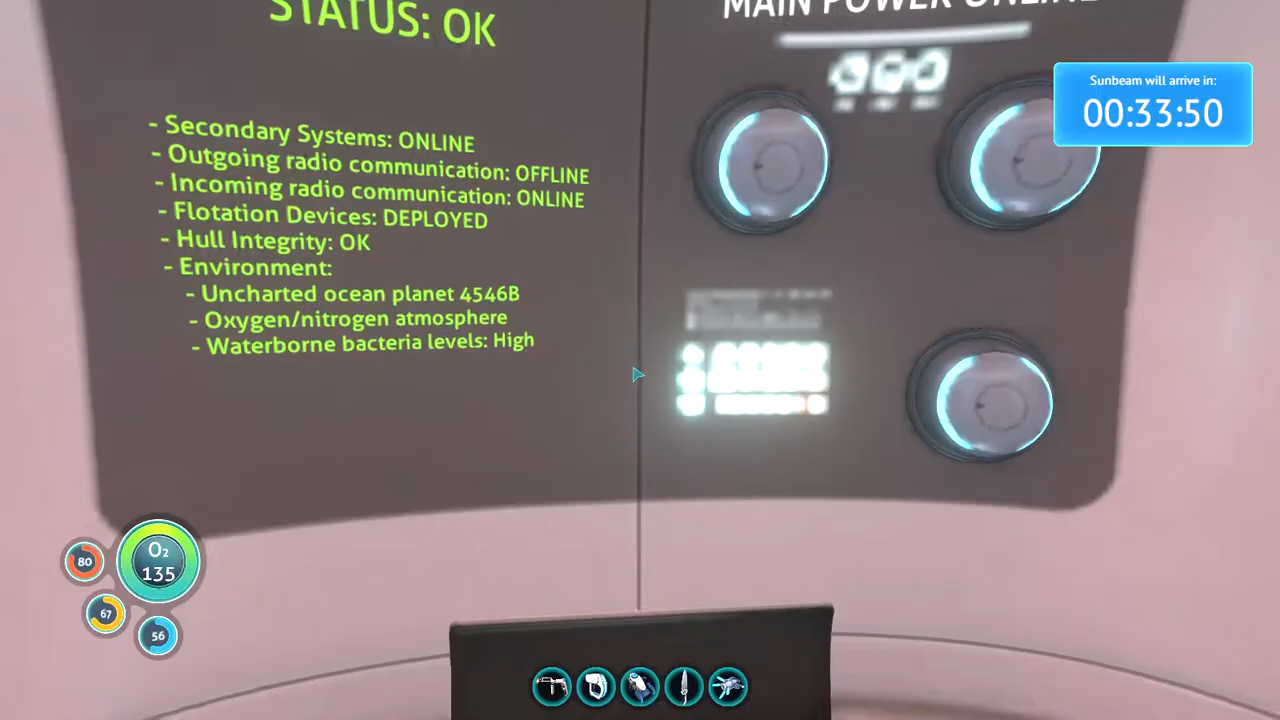 STATUS: OK
- Secondary Systems: ONLINE
- Outgoing radio communication: OFFLINE
- Incoming radio communication: ONLINE
- Flotation Devices: DEPLOYED
- Hull Integrity: OK
- Environment:
- Uncharted ocean planet 4546B
- Oxygen/nitrogen atmosphere
- Waterborne bacteria levels: High
MAIN POWER ONLINE
Sunbeam will arrive in:
00:33:50
80
O₂
135
67
56